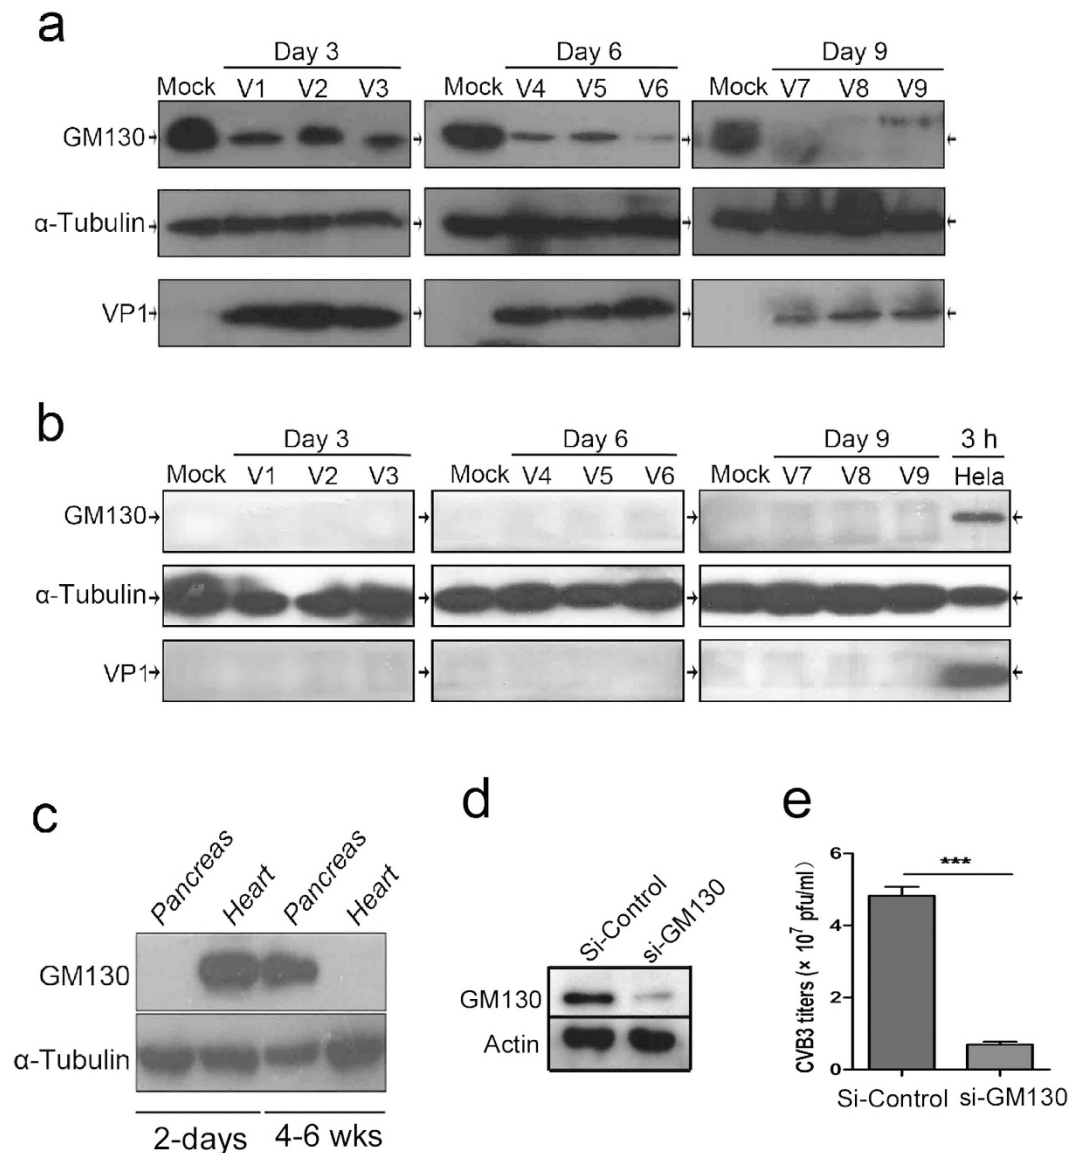 a
Day 3 Day 6 Day 9
Mock V1 V2 V3 Mock V4 V5 V6 Mock V7 V8 V9
GM130
α-Tubulin
VP1
b
Day 3 Day 6 Day 9 3 h
Mock V1 V2 V3 Mock V4 V5 V6 Mock V7 V8 V9 Hela
GM130
α-Tubulin
VP1
c
Pancreas Heart Pancreas Heart
GM130
α-Tubulin
2-days 4-6 wks
d
Si-Control si-GM130
GM130
Actin
e
CVB3 titers (× 10⁷ pfu/ml)
6
4
2
0
***
Si-Control si-GM130